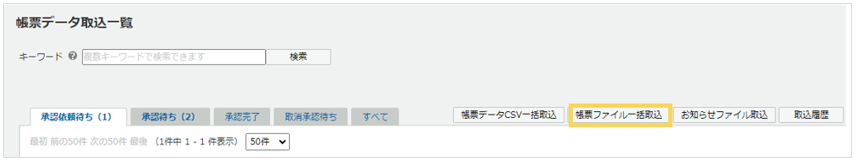 帳票データ取込一覧
キーワード ? 複数キーワードで検索できます 検索
承認依頼待ち (1) 承認待ち (2) 承認完了 取消承認待ち すべて 帳票データCSV一括取込 帳票ファイル一括取込 お知らせファイル取込 取込履歴
最初 前の50件 次の50件 最後 (1件中 1 - 1 件表示) 50件